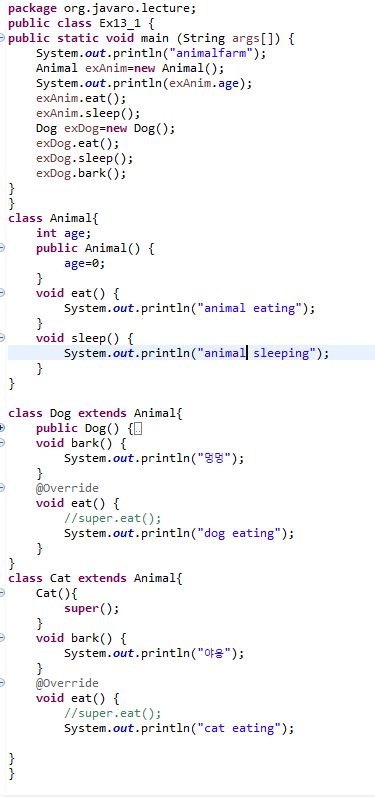 package org.javaro.lecture;
public class Ex13_1 {
public static void main (String args[]) {
    System.out.println("animalfarm");
    Animal exAnim=new Animal();
    System.out.println(exAnim.age);
    exAnim.eat();
    exAnim.sleep();
    Dog exDog=new Dog();
    exDog.eat();
    exDog.sleep();
    exDog.bark();
}
}
class Animal{
    int age;
    public Animal() {
        age=0;
    }
    void eat() {
        System.out.println("animal eating");
    }
    void sleep() {
        System.out.println("animal sleeping");
    }
}

class Dog extends Animal{
    public Dog() {
    void bark() {
        System.out.println("멍멍");
    }
    @Override
    void eat() {
        //super.eat();
        System.out.println("dog eating");
    }
}
class Cat extends Animal{
    Cat(){
        super();
    }
    void bark() {
        System.out.println("야옹");
    }
    @Override
    void eat() {
        //super.eat();
        System.out.println("cat eating");

}
}